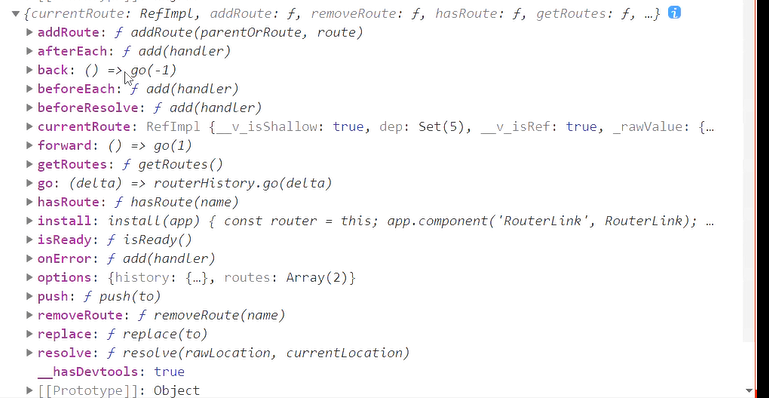 {currentRoute: RefImpl, addRoute: ƒ, removeRoute: ƒ, hasRoute: ƒ, getRoutes: ƒ, …} i
addRoute: ƒ addRoute(parentOrRoute, route)
afterEach: ƒ add(handler)
back: () => go(-1)
beforeEach: ƒ add(handler)
beforeResolve: ƒ add(handler)
currentRoute: RefImpl {__v_isShallow: true, dep: Set(5), __v_isRef: true, _rawValue: {…
forward: () => go(1)
getRoutes: ƒ getRoutes()
go: (delta) => routerHistory.go(delta)
hasRoute: ƒ hasRoute(name)
install: install(app) { const router = this; app.component('RouterLink', RouterLink); …
isReady: ƒ isReady()
onError: ƒ add(handler)
options: {history: {…}, routes: Array(2)}
push: ƒ push(to)
removeRoute: ƒ removeRoute(name)
replace: ƒ replace(to)
resolve: ƒ resolve(rawLocation, currentLocation)
__hasDevtools: true
[[Prototype]]: Object